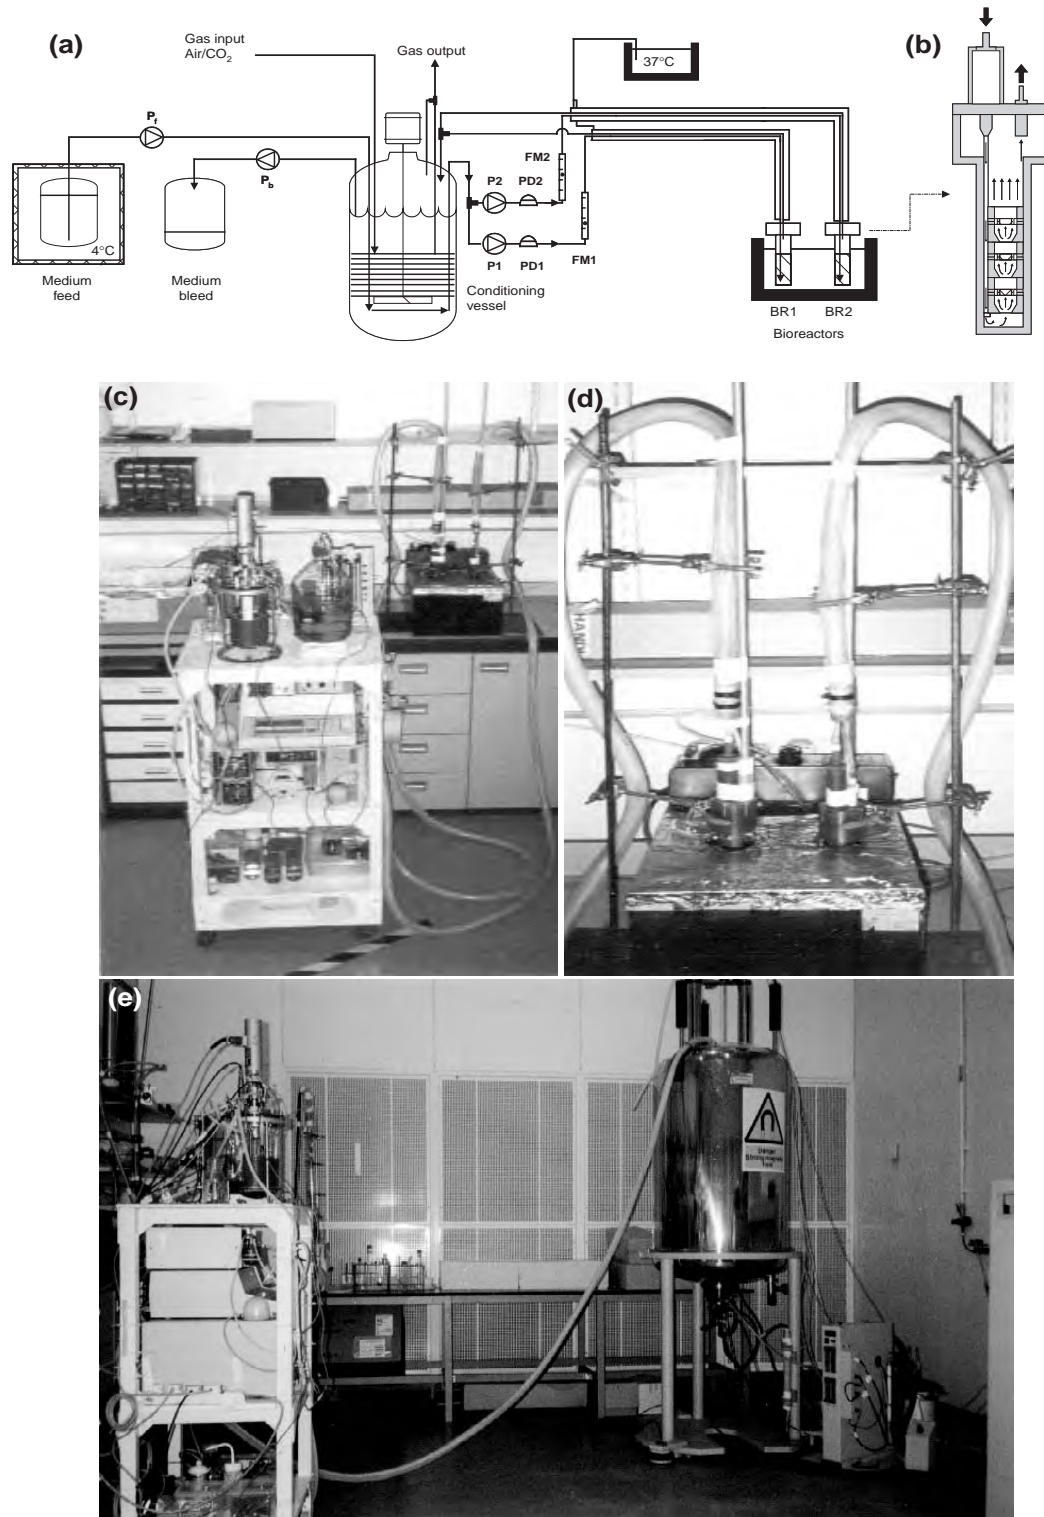 (a)
Gas input
Air/CO2
Gas output
37°C
(b)
Pf
Pb
FM2
P2
PD2
4°C
P1
PD1
FM1
Medium
feed
Medium
bleed
Conditioning
vessel
BR1
BR2
Bioreactors
(c)
(d)
HANDL
(e)
Danger
Strong magnetic
field